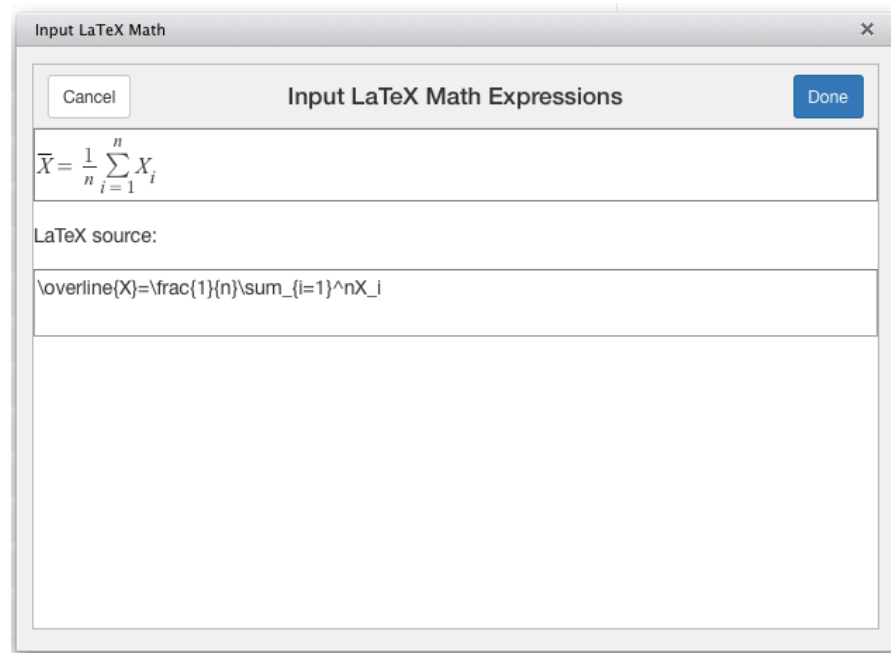 Input LaTeX Math ×
Cancel Input LaTeX Math Expressions Done
X̅ = 1/n ∑_{i = 1}^{n} X_i
LaTeX source:
\overline{X}=\frac{1}{n}\sum_{i=1}^nX_i